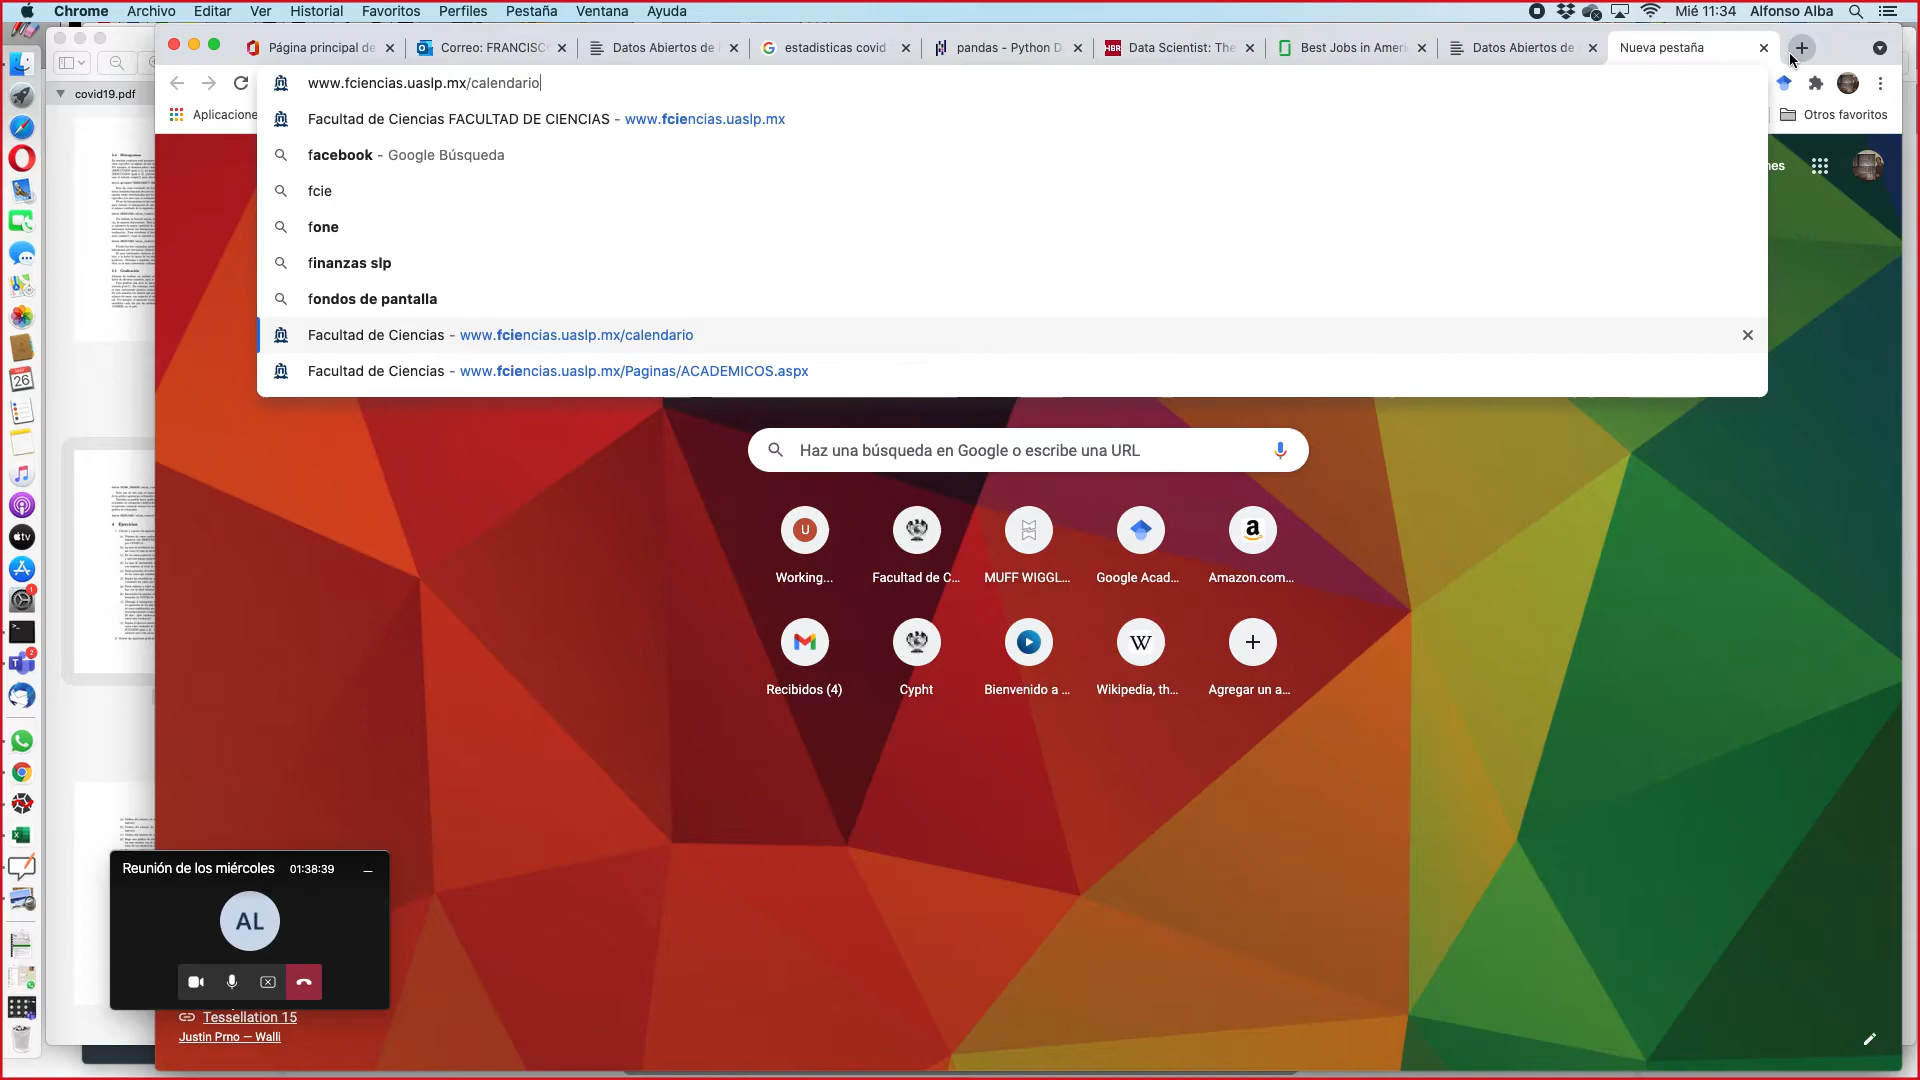 Chrome Archivo Editar Ver Historial Favoritos Perfiles Pestaña Ventana Ayuda Mié 11:34 Alfonso Alba
Página principal de Correo: FRANCISC Datos Abiertos de estadisticas covid pandas - Python D HBR Data Scientist: The Best Jobs in Ameri Datos Abiertos de Nueva pestaña
www.fciencias.uaslp.mx/calendario
covid19.pdf
Aplicacione
Otros favoritos
Facultad de Ciencias FACULTAD DE CIENCIAS - www.fciencias.uaslp.mx
facebook - Google Búsqueda
fcie
fone
finanzas slp
fondos de pantalla
Facultad de Ciencias - www.fciencias.uaslp.mx/calendario
Facultad de Ciencias - www.fciencias.uaslp.mx/Paginas/ACADEMICOS.aspx
nes
Haz una búsqueda en Google o escribe una URL
U
Working...
Facultad de C...
MUFF WIGGL...
Google Acad...
Amazon.com...
Recibidos (4)
Cypht
Bienvenido a ...
Wikipedia, th...
Agregar un a...
Reunión de los miércoles 01:38:39
AL
Tessellation 15
Justin Prno — Walli
26
tv
1
2